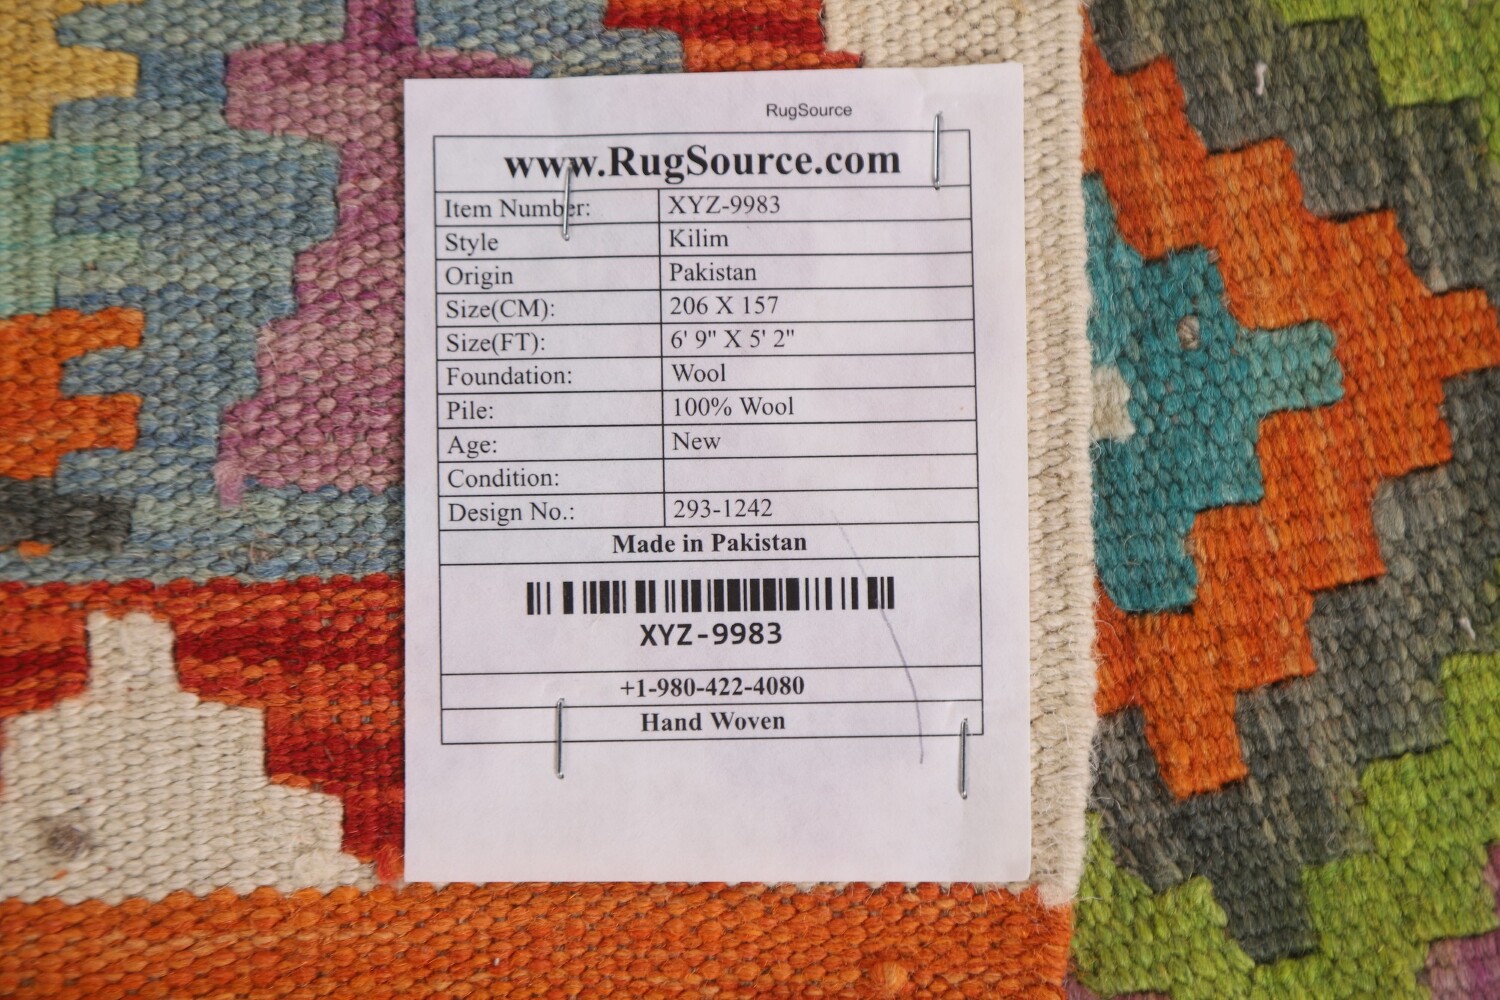 RugSource
www.RugSource.com
Item Number: XYZ-9983
Style Kilim
Origin Pakistan
Size(CM): 206 X 157
Size(FT): 6' 9" X 5' 2"
Foundation: Wool
Pile: 100% Wool
Age: New
Condition:
Design No.: 293-1242
Made in Pakistan
XYZ-9983
+1-980-422-4080
Hand Woven